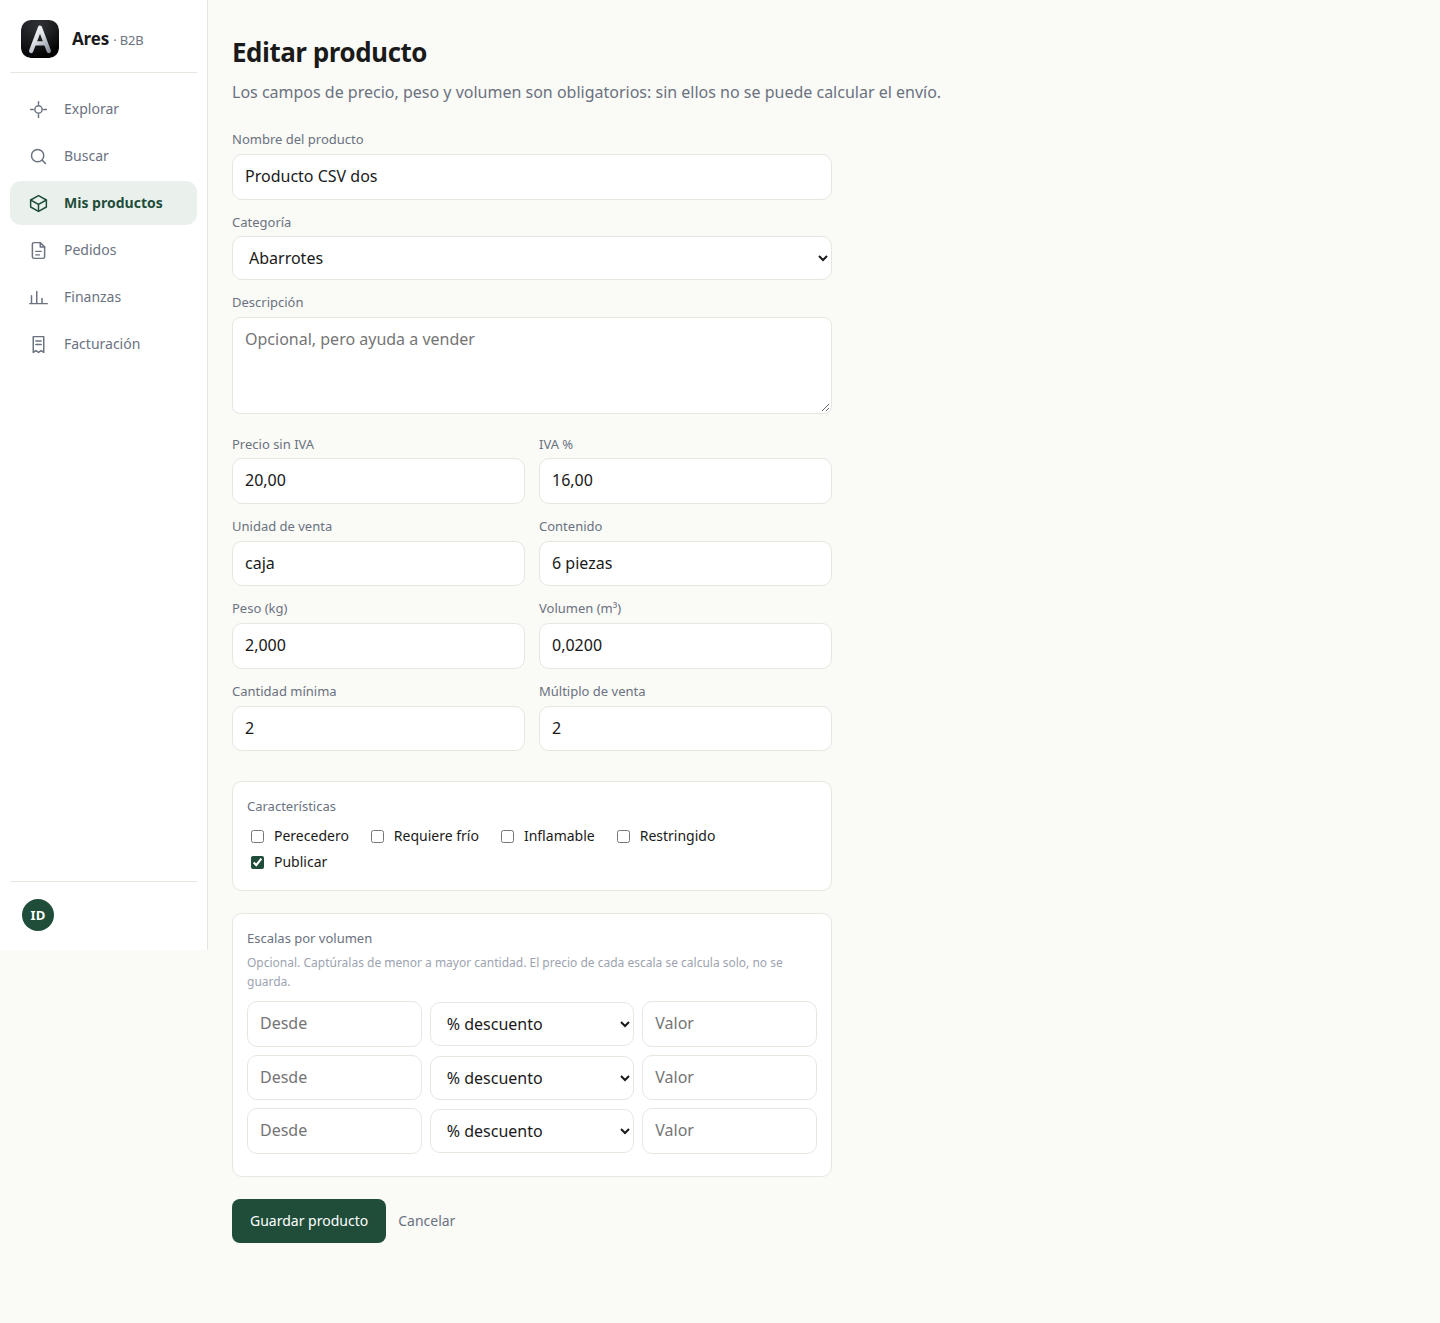 Ares · B2B
Explorar
Buscar
Mis productos
Pedidos
Finanzas
Facturación
ID
Editar producto
Los campos de precio, peso y volumen son obligatorios: sin ellos no se puede calcular el envío.
Nombre del producto
Producto CSV dos
Categoría
Abarrotes
Descripción
Opcional, pero ayuda a vender
Precio sin IVA
IVA %
20,00
16,00
Unidad de venta
Contenido
caja
6 piezas
Peso (kg)
Volumen (m³)
2,000
0,0200
Cantidad mínima
Múltiplo de venta
2
2
Características
Perecedero
Requiere frío
Inflamable
Restringido
Publicar
Escalas por volumen
Opcional. Captúralas de menor a mayor cantidad. El precio de cada escala se calcula solo, no se
guarda.
Desde
% descuento
Valor
Desde
% descuento
Valor
Desde
% descuento
Valor
Guardar producto
Cancelar